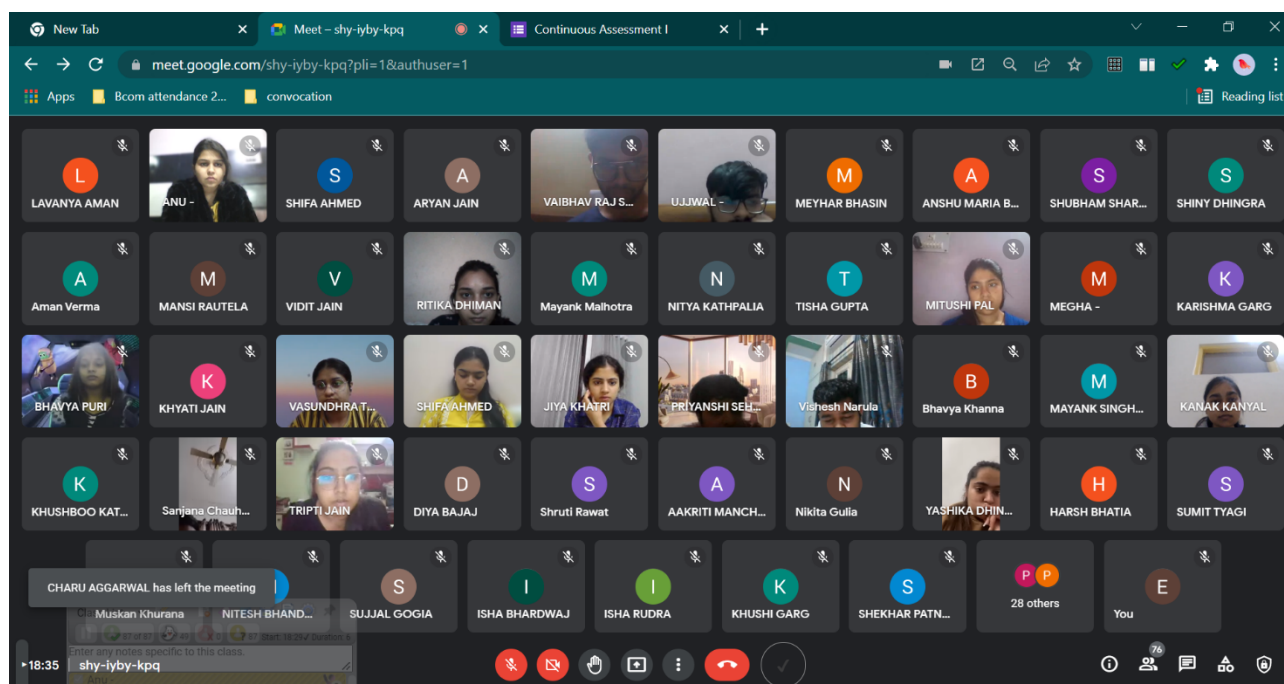 New Tab
Meet – shy-iyby-kpq
Continuous Assessment I
meet.google.com/shy-iyby-kpq?pli=1&authuser=1
Apps
Bcom attendance 2...
convocation
Reading list
L
LAVANYA AMAN
ANU -
S
SHIFA AHMED
A
ARYAN JAIN
VAIBHAV RAJ S...
UJJWAL -
M
MEYHAR BHASIN
A
ANSHU MARIA B...
S
SHUBHAM SHAR...
S
SHINY DHINGRA
A
Aman Verma
M
MANSI RAUTELA
V
VIDIT JAIN
RITIKA DHIMAN
M
Mayank Malhotra
N
NITYA KATHPALIA
T
TISHA GUPTA
MITUSHI PAL
M
MEGHA -
K
KARISHMA GARG
BHAVYA PURI
K
KHYATI JAIN
VASUNDHRA T...
SHIFA AHMED
JIYA KHATRI
PRIYANSHI SEH...
Vishesh Narula
B
Bhavya Khanna
M
MAYANK SINGH...
KANAK KANYAL
K
KHUSHBOO KAT...
Sanjana Chauh...
TRIPTI JAIN
D
DIYA BAJAJ
S
Shruti Rawat
A
AAKRITI MANCH...
N
Nikita Gulia
YASHIKA DHIN...
H
HARSH BHATIA
S
SUMIT TYAGI
CHARU AGGARWAL has left the meeting
Muskan Khurana
NITESH BHAND...
S
SUJJAL GOGIA
I
ISHA BHARDWAJ
I
ISHA RUDRA
K
KHUSHI GARG
S
SHEKHAR PATN...
P P
28 others
E
You
Enter any notes specific to this class.
18:35
shy-iyby-kpq
Anu -
76